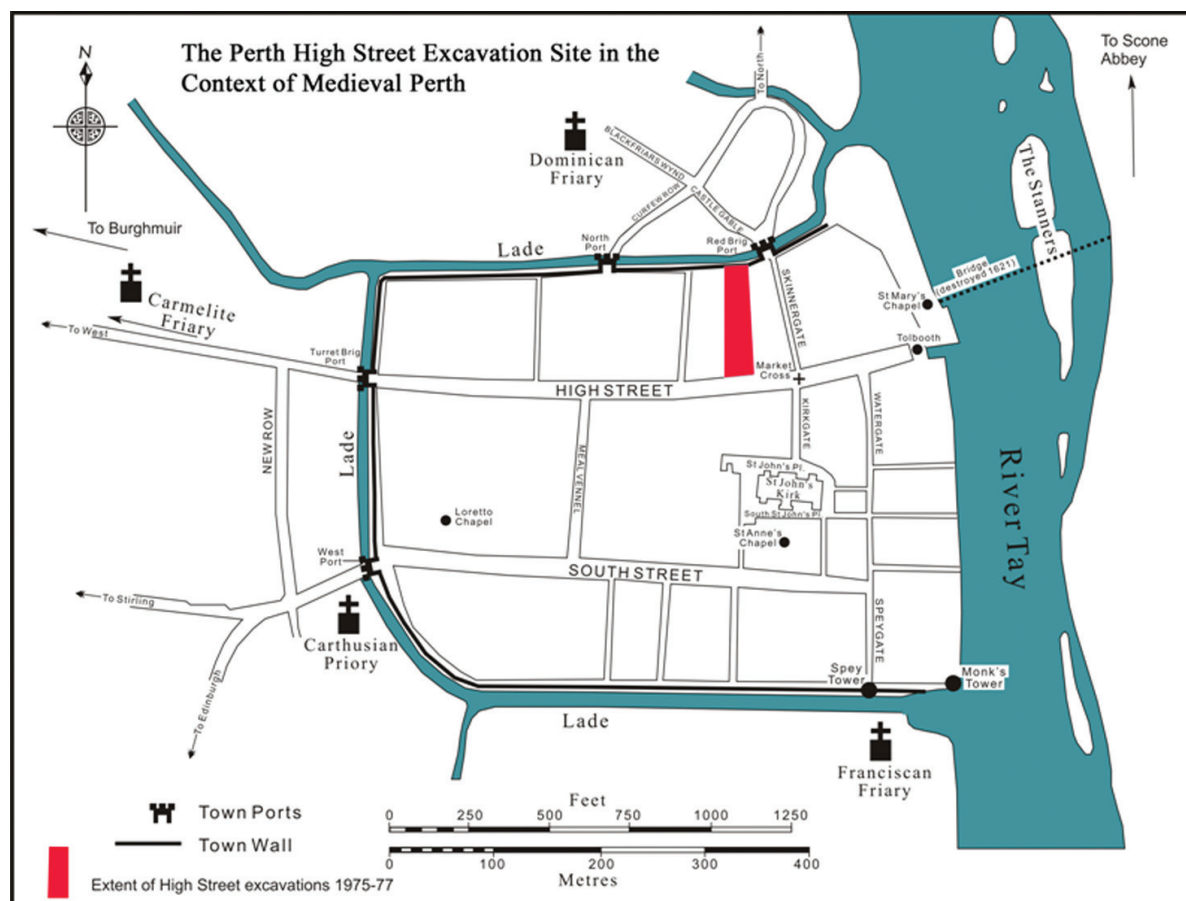 The Perth High Street Excavation Site in the
Context of Medieval Perth
N
To North
To Scone
Abbey
Dominican
Friary
BLACKFRIARS WYND
CURFEW ROW
CASTLE GABLE
The Stanners
To Burghmuir
Lade
North
Port
Red Brig
Port
Carmelite
Friary
To West
SKINNERGATE
St Mary's
Chapel
Bridge
(destroyed 1621)
Tolbooth
Turret Brig
Port
Market
Cross
HIGH STREET
NEW ROW
Lade
MEAL VENNEL
KIRKGATE
WATERGATE
St John's Pl.
St John's
Kirk
South St John's Pl.
River Tay
Loretto
Chapel
St Anne's
Chapel
West
Port
SOUTH STREET
To Stirling
SPEYGATE
Carthusian
Priory
To Edinburgh
Spey
Tower
Monk's
Tower
Lade
Franciscan
Friary
Town Ports
Town Wall
Extent of High Street excavations 1975-77
Feet
0 250 500 750 1000 1250
0 100 200 300 400
Metres